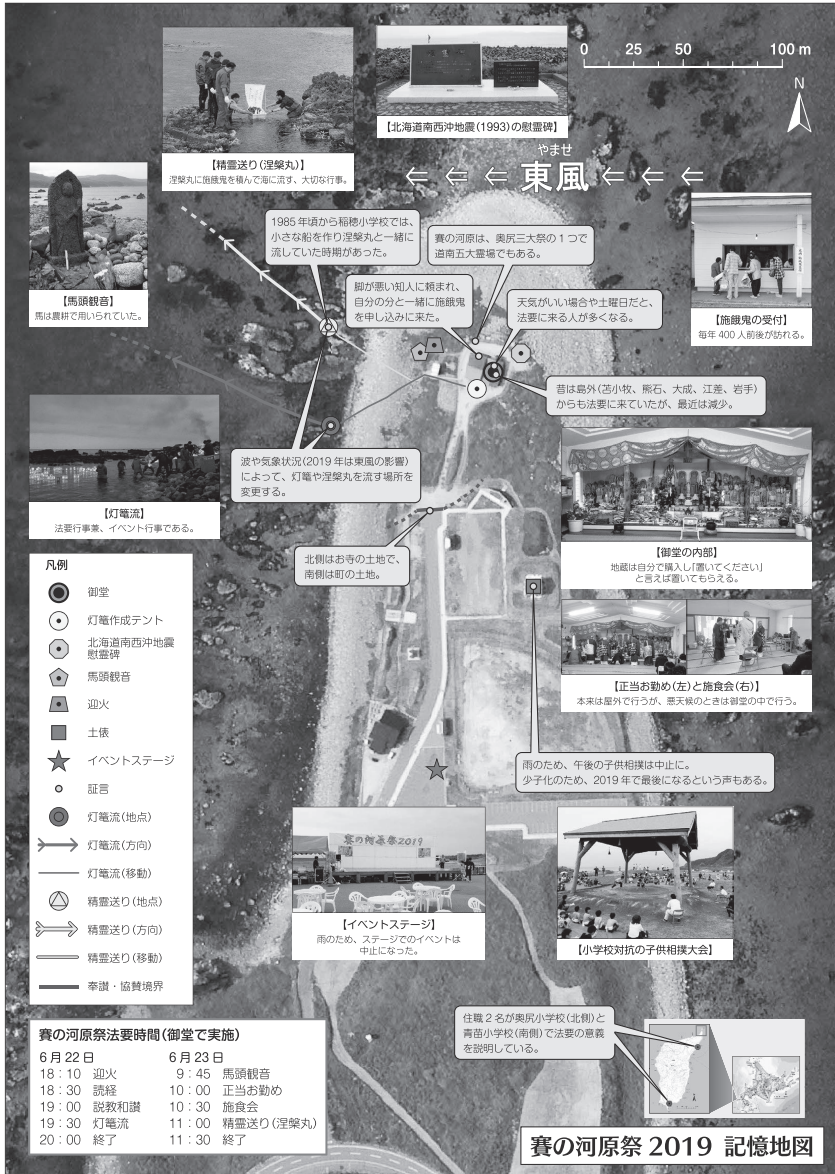 0 25 50 100 m
N
【精霊送り(涅槃丸)】
涅槃丸に施餓鬼を積んで海に流す、大切な行事。
【北海道南西沖地震(1993)の慰霊碑】
やませ
東風
【馬頭観音】
馬は農耕で用いられていた。
1985年頃から稲穂小学校では、
小さな船を作り涅槃丸と一緒に
流していた時期があった。
賽の河原は、奥尻三大祭の1つで
道南五大霊場でもある。
脚が悪い知人に頼まれ、
自分の分と一緒に施餓鬼
を申し込みに来た。
天気がいい場合や土曜日だと、
法要に来る人が多くなる。
【施餓鬼の受付】
毎年400人前後が訪れる。
昔は島外(苫小牧、熊石、大成、江差、岩手)
からも法要に来ていたが、最近は減少。
波や気象状況(2019年は東風の影響)
によって、灯篭や涅槃丸を流す場所を
変更する。
【灯篭流】
法要行事兼、イベント行事である。
【御堂の内部】
地蔵は自分で購入し「置いてください」
と言えば置いてもらえる。
北側はお寺の土地で、
南側は町の土地。
【正当お勤め(左)と施食会(右)】
本来は屋外で行うが、悪天候のときは御堂の中で行う。
凡例
御堂
灯篭作成テント
北海道南西沖地震
慰霊碑
馬頭観音
迎火
土俵
イベントステージ
証言
灯篭流(地点)
灯篭流(方向)
灯篭流(移動)
精霊送り(地点)
精霊送り(方向)
精霊送り(移動)
奉讃・協賛境界
雨のため、午後の子供相撲は中止に。
少子化のため、2019年で最後になるという声もある。
賽の河原祭2019
【イベントステージ】
雨のため、ステージでのイベントは
中止になった。
【小学校対抗の子供相撲大会】
住職2名が奥尻小学校(北側)と
青苗小学校(南側)で法要の意義
を説明している。
賽の河原祭法要時間(御堂で実施)
6月22日 6月23日
18:10 迎火 9:45 馬頭観音
18:30 読経 10:00 正当お勤め
19:00 説教和讃 10:30 施食会
19:30 灯篭流 11:00 精霊送り(涅槃丸)
20:00 終了 11:30 終了
賽の河原祭 2019 記憶地図